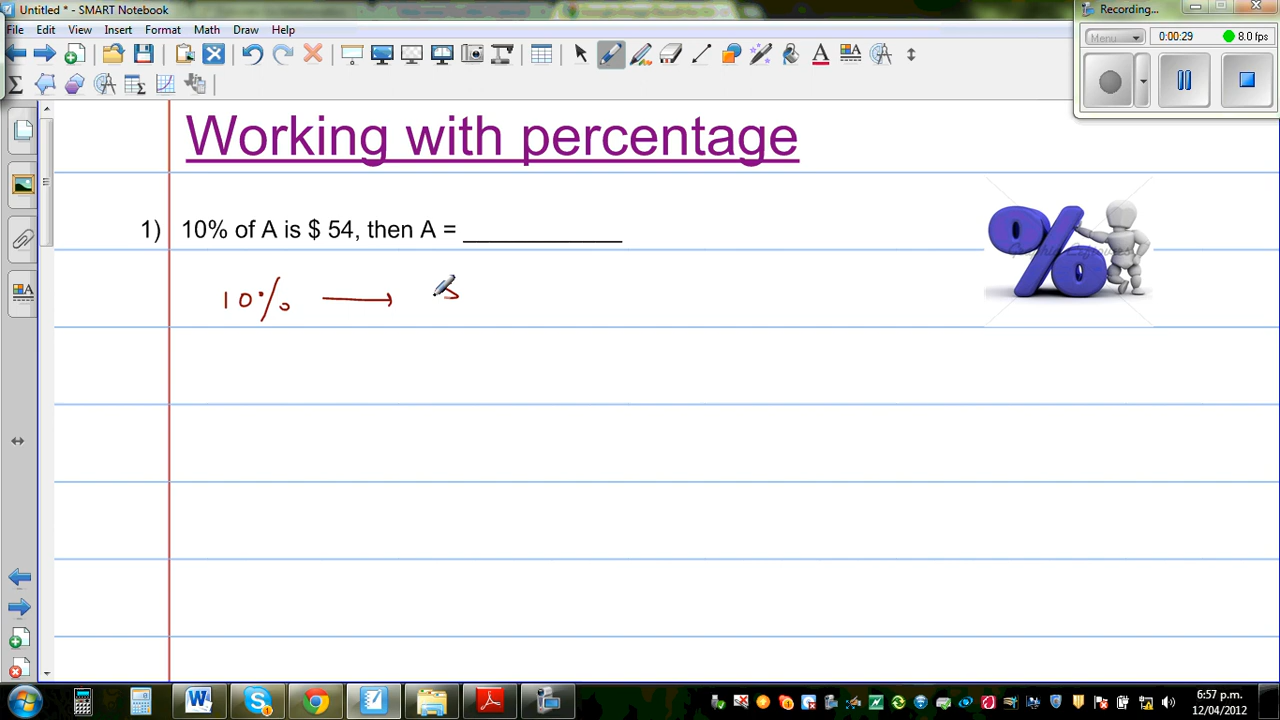 Untitled * - SMART Notebook
Recording...
File Edit View Insert Format Math Draw Help
Menu 0:00:29 8.0 fps
Working with percentage
1) 10% of A is $ 54, then A = ____________
10% → S
%
6:57 p.m.
12/04/2012